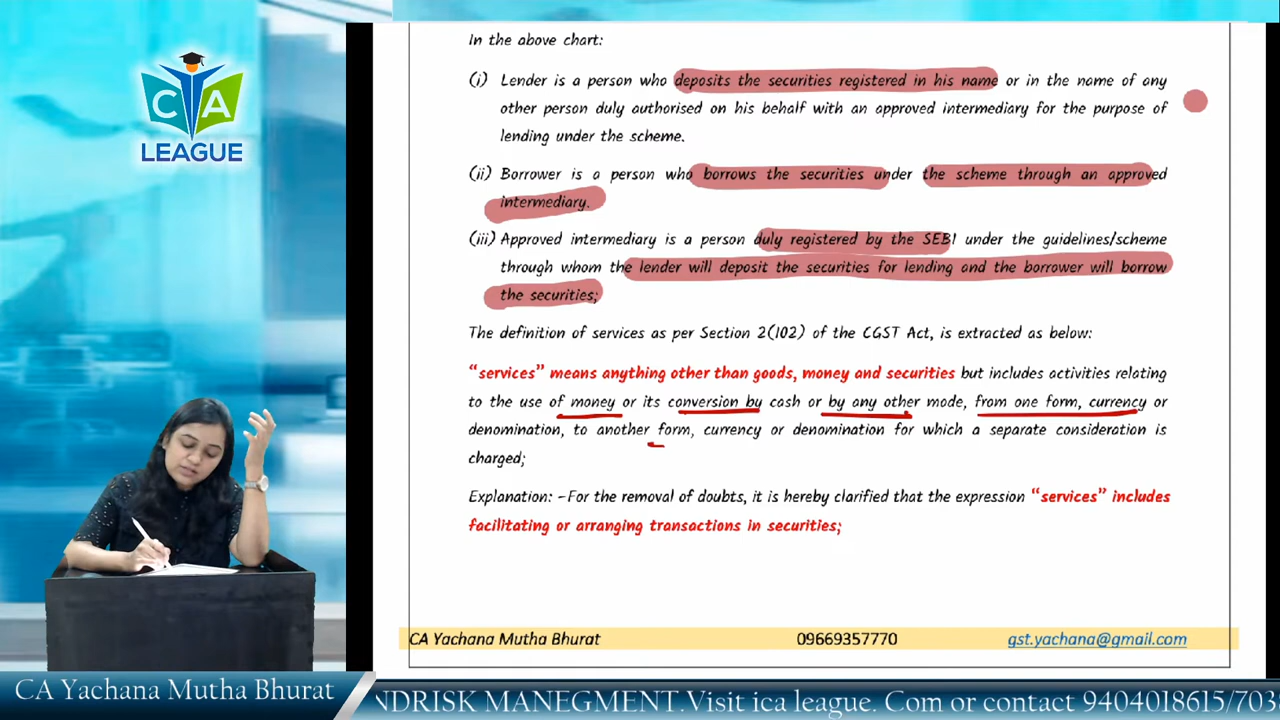 CA
LEAGUE
In the above chart:
(i) Lender is a person who deposits the securities registered in his name or in the name of any
other person duly authorised on his behalf with an approved intermediary for the purpose of
lending under the scheme.
(ii) Borrower is a person who borrows the securities under the scheme through an approved
intermediary.
(iii) Approved intermediary is a person duly registered by the SEBI under the guidelines/scheme
through whom the lender will deposit the securities for lending and the borrower will borrow
the securities;
The definition of services as per Section 2(102) of the CGST Act, is extracted as below:
“services” means anything other than goods, money and securities but includes activities relating
to the use of money or its conversion by cash or by any other mode, from one form, currency or
denomination, to another form, currency or denomination for which a separate consideration is
charged;
Explanation: -For the removal of doubts, it is hereby clarified that the expression “services” includes
facilitating or arranging transactions in securities;
CA Yachana Mutha Bhurat 09669357770 gst.yachana@gmail.com
CA Yachana Mutha Bhurat
NDRISK MANEGMENT.Visit ica league. Com or contact 9404018615/703